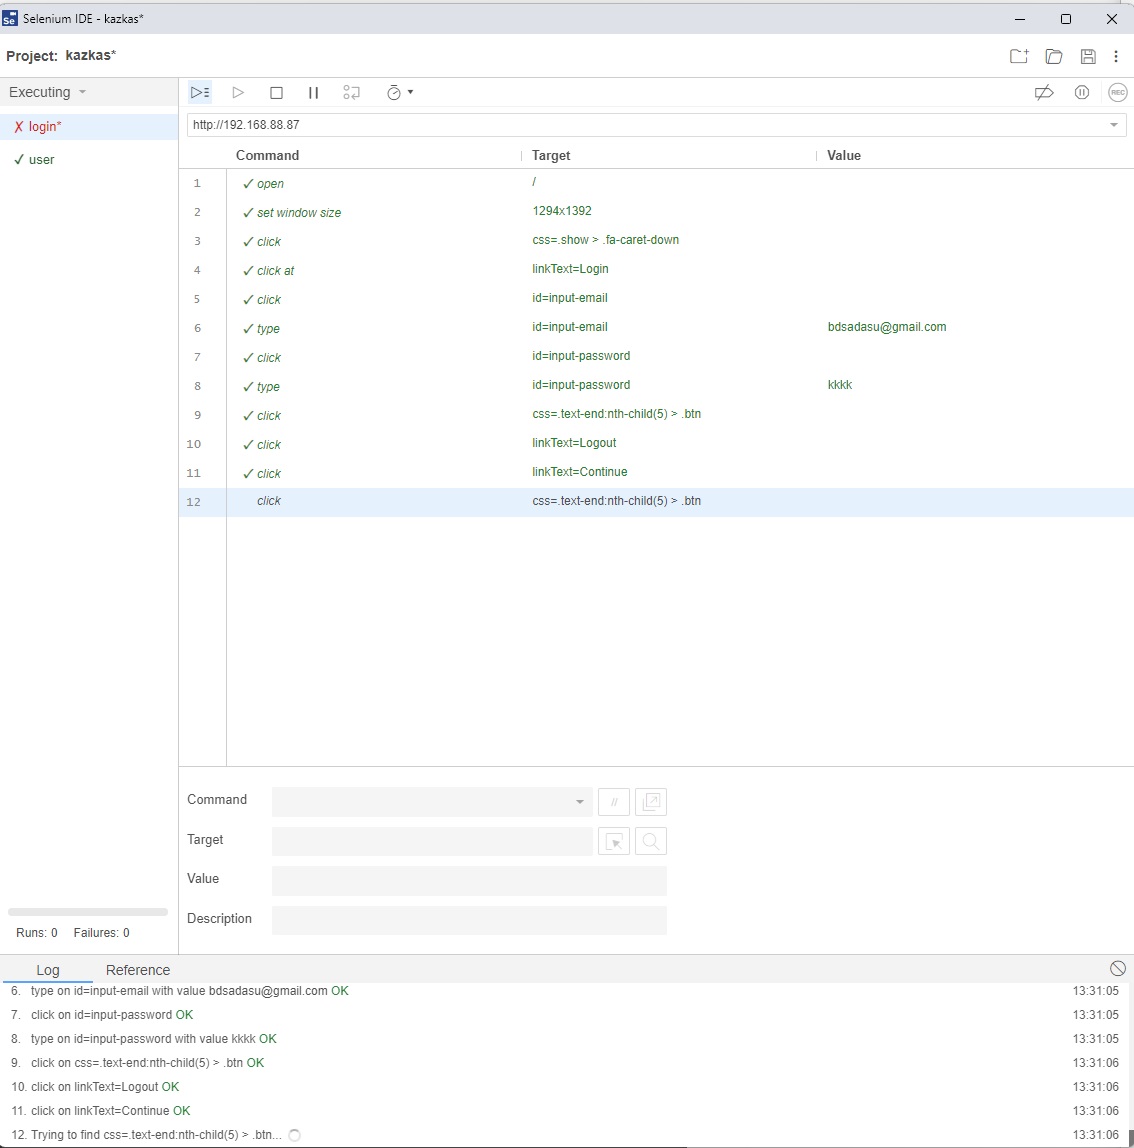 Selenium IDE - kazkas*
Project: kazkas*
Executing
REC
✗ login*
http://192.168.88.87
✓ user
Command Target Value
1 ✓ open /
2 ✓ set window size 1294x1392
3 ✓ click css=.show > .fa-caret-down
4 ✓ click at linkText=Login
5 ✓ click id=input-email
6 ✓ type id=input-email bdsadasu@gmail.com
7 ✓ click id=input-password
8 ✓ type id=input-password kkkk
9 ✓ click css=.text-end:nth-child(5) > .btn
10 ✓ click linkText=Logout
11 ✓ click linkText=Continue
12 click css=.text-end:nth-child(5) > .btn
Command //
Target
Value
Description
Runs: 0 Failures: 0
Log Reference
6. type on id=input-email with value bdsadasu@gmail.com OK 13:31:05
7. click on id=input-password OK 13:31:05
8. type on id=input-password with value kkkk OK 13:31:05
9. click on css=.text-end:nth-child(5) > .btn OK 13:31:06
10. click on linkText=Logout OK 13:31:06
11. click on linkText=Continue OK 13:31:06
12. Trying to find css=.text-end:nth-child(5) > .btn... 13:31:06